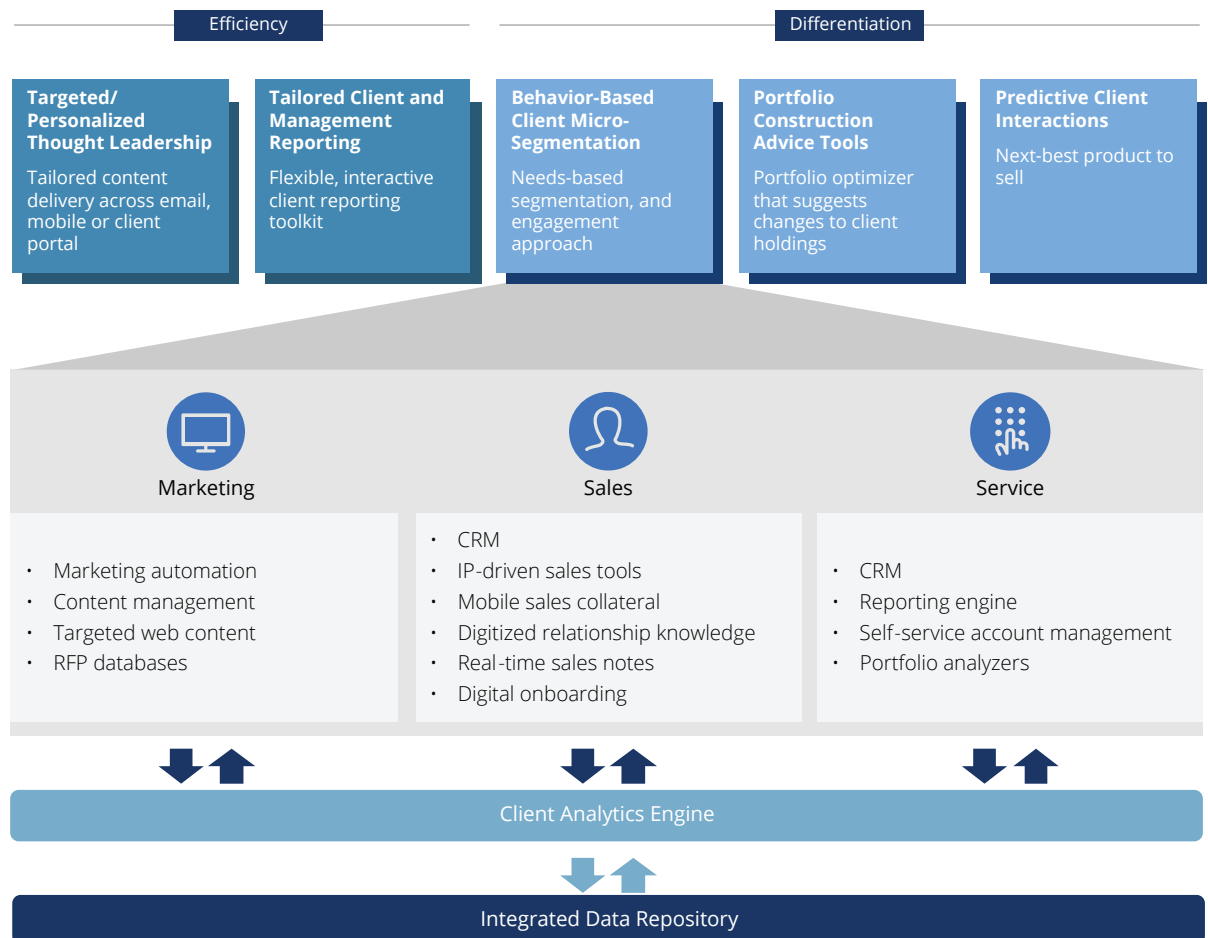 Efficiency
Differentiation
Targeted/
Personalized
Thought Leadership
Tailored content
delivery across email,
mobile or client
portal
Tailored Client and
Management
Reporting
Flexible, interactive
client reporting
toolkit
Behavior-Based
Client Micro-
Segmentation
Needs-based
segmentation, and
engagement
approach
Portfolio
Construction
Advice Tools
Portfolio optimizer
that suggests
changes to client
holdings
Predictive Client
Interactions
Next-best product to
sell
Marketing
• Marketing automation
• Content management
• Targeted web content
• RFP databases
Sales
• CRM
• IP-driven sales tools
• Mobile sales collateral
• Digitized relationship knowledge
• Real-time sales notes
• Digital onboarding
Service
• CRM
• Reporting engine
• Self-service account management
• Portfolio analyzers
Client Analytics Engine
Integrated Data Repository